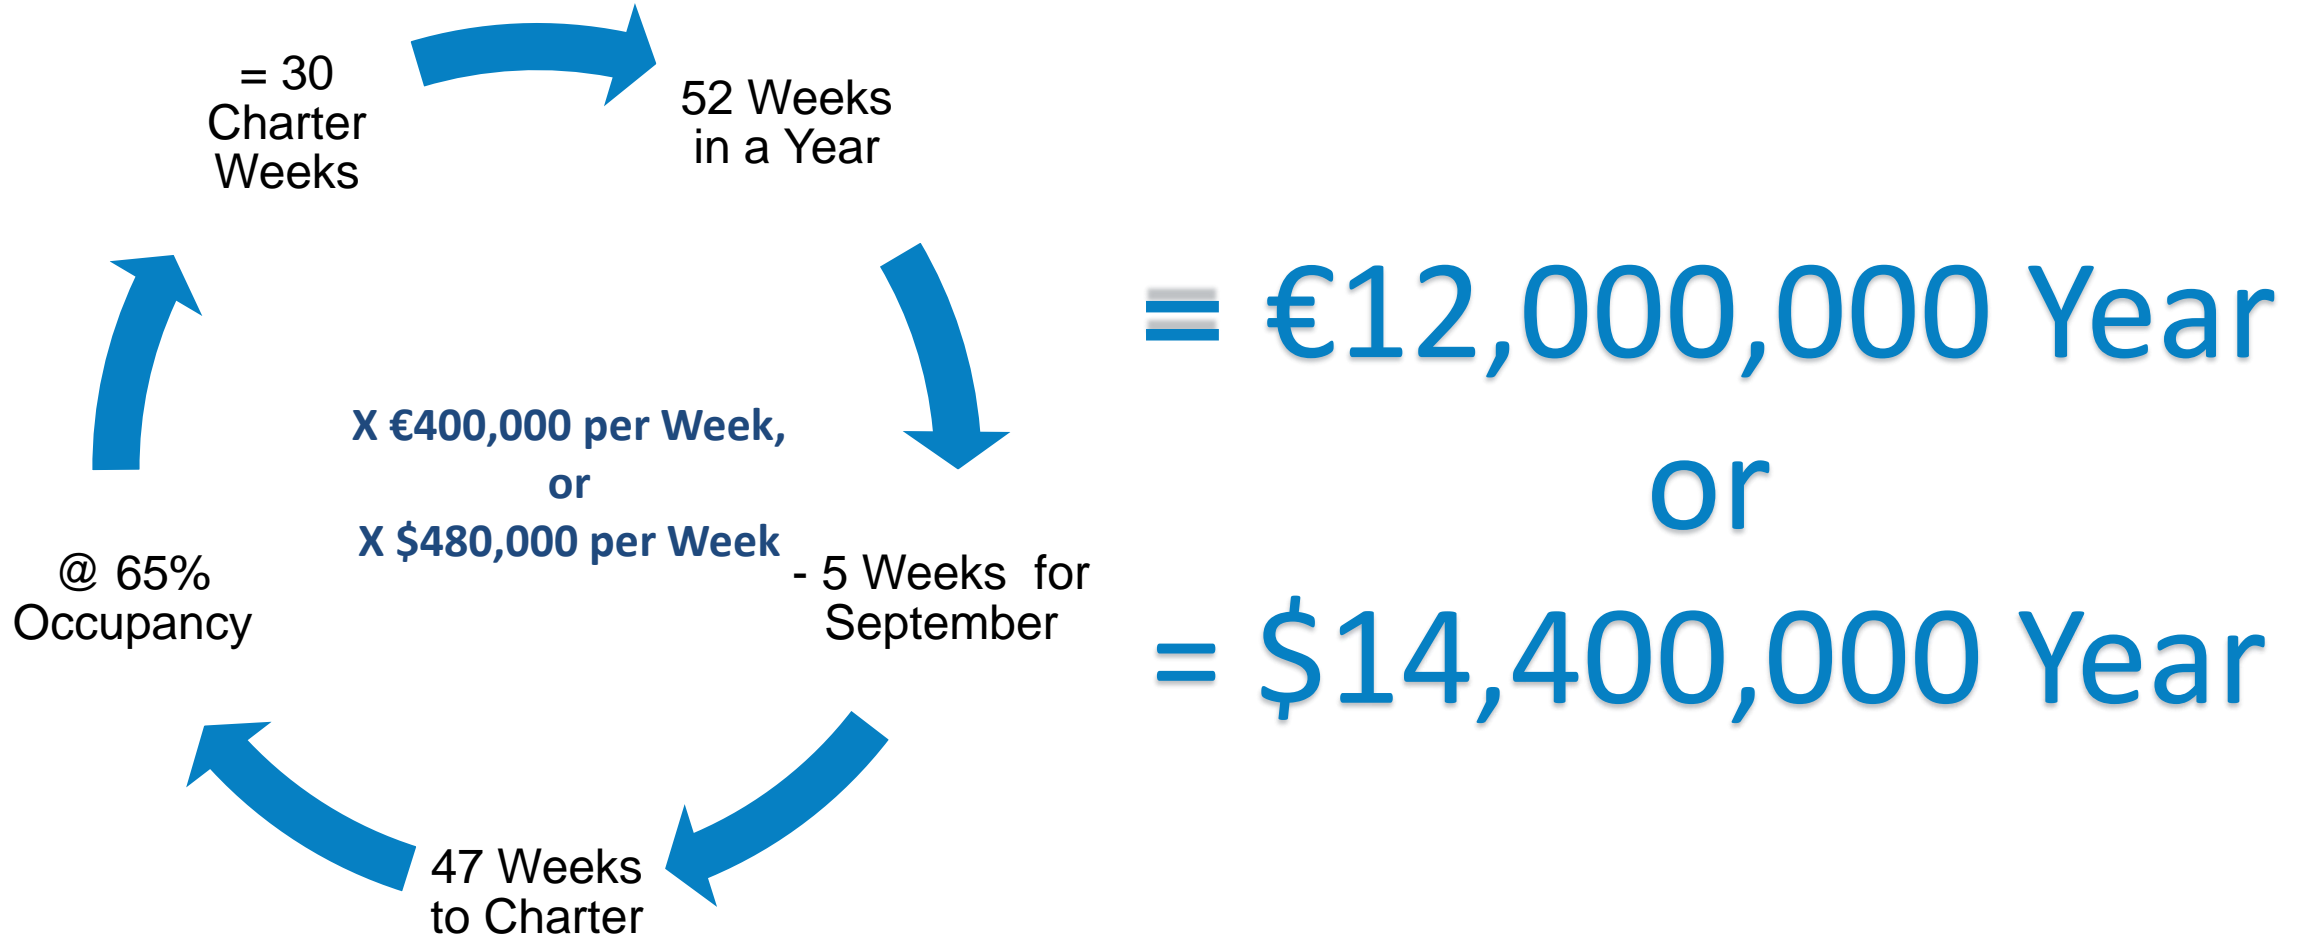 52 Weeks
in a Year
- 5 Weeks  for
September
47 Weeks
to Charter
@ 65%
Occupancy
= 30
Charter
Weeks
X €400,000 per Week,
or
X $480,000 per Week
= €12,000,000 Year
or
= $14,400,000 Year